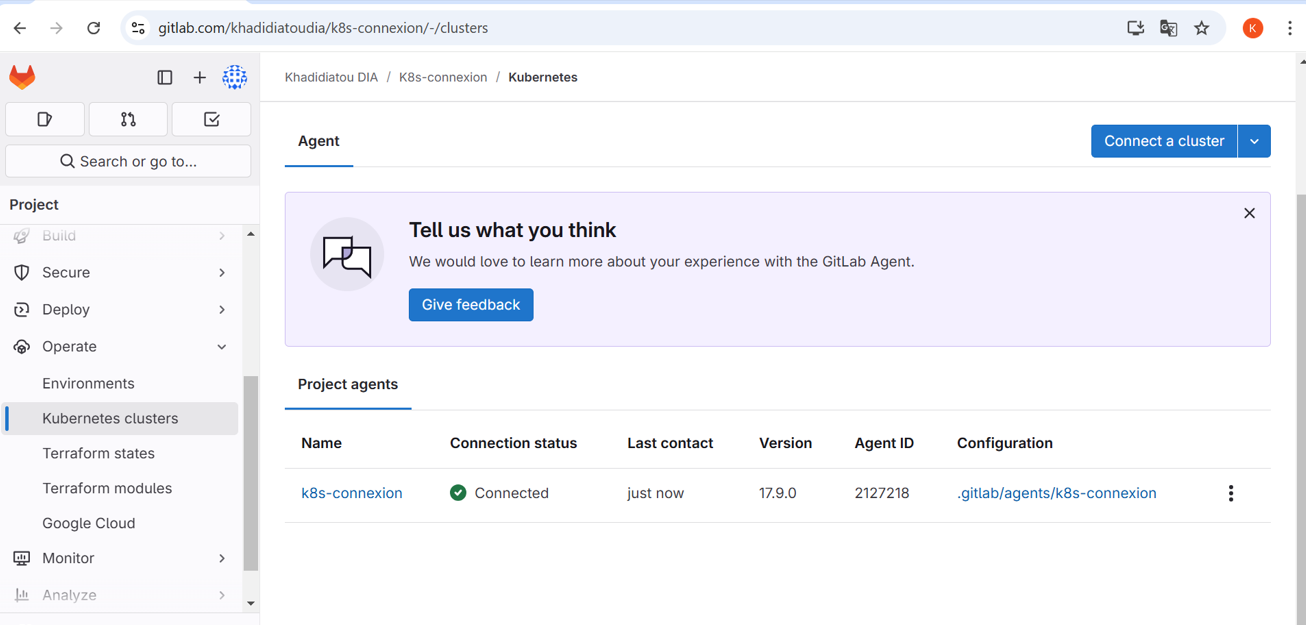 gitlab.com/khadidiatoudia/k8s-connexion/-/clusters
K
Khadidiatou DIA / K8s-connexion / Kubernetes
Search or go to...
Project
Build
Secure
Deploy
Operate
Environments
Kubernetes clusters
Terraform states
Terraform modules
Google Cloud
Monitor
Analyze
Agent
Connect a cluster
Tell us what you think
We would love to learn more about your experience with the GitLab Agent.
Give feedback
Project agents
Name Connection status Last contact Version Agent ID Configuration
k8s-connexion Connected just now 17.9.0 2127218 .gitlab/agents/k8s-connexion